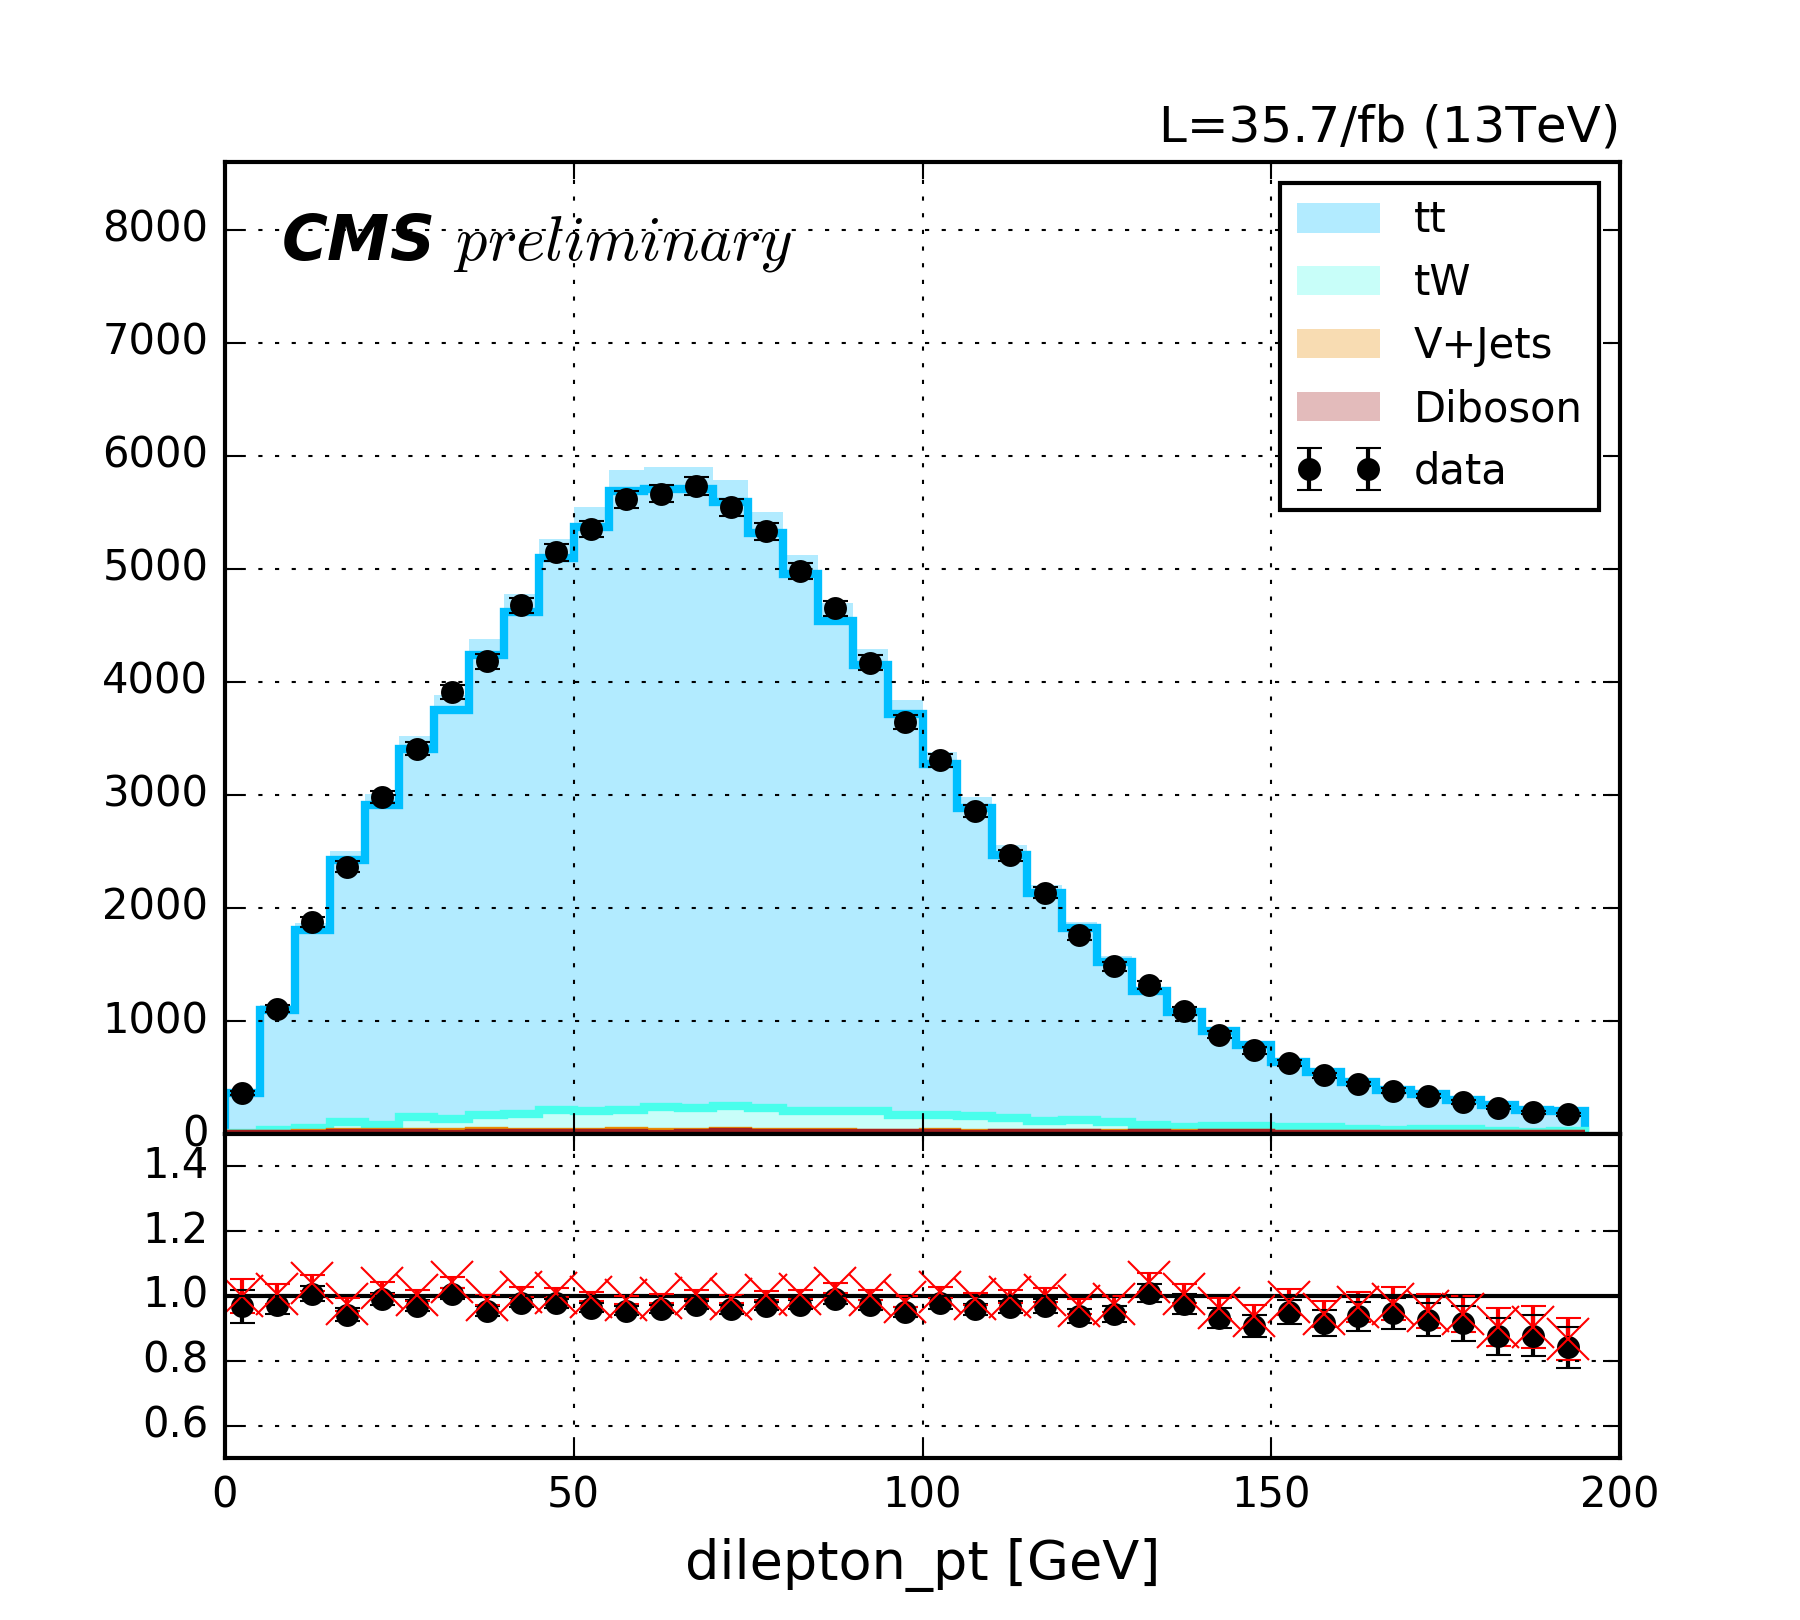 L=35.7/fb (13TeV)
CMS preliminary
tt
tW
V+Jets
Diboson
data
8000
7000
6000
5000
4000
3000
2000
1000
0
1.4
1.2
1.0
0.8
0.6
0 50 100 150 200
dilepton_pt [GeV]